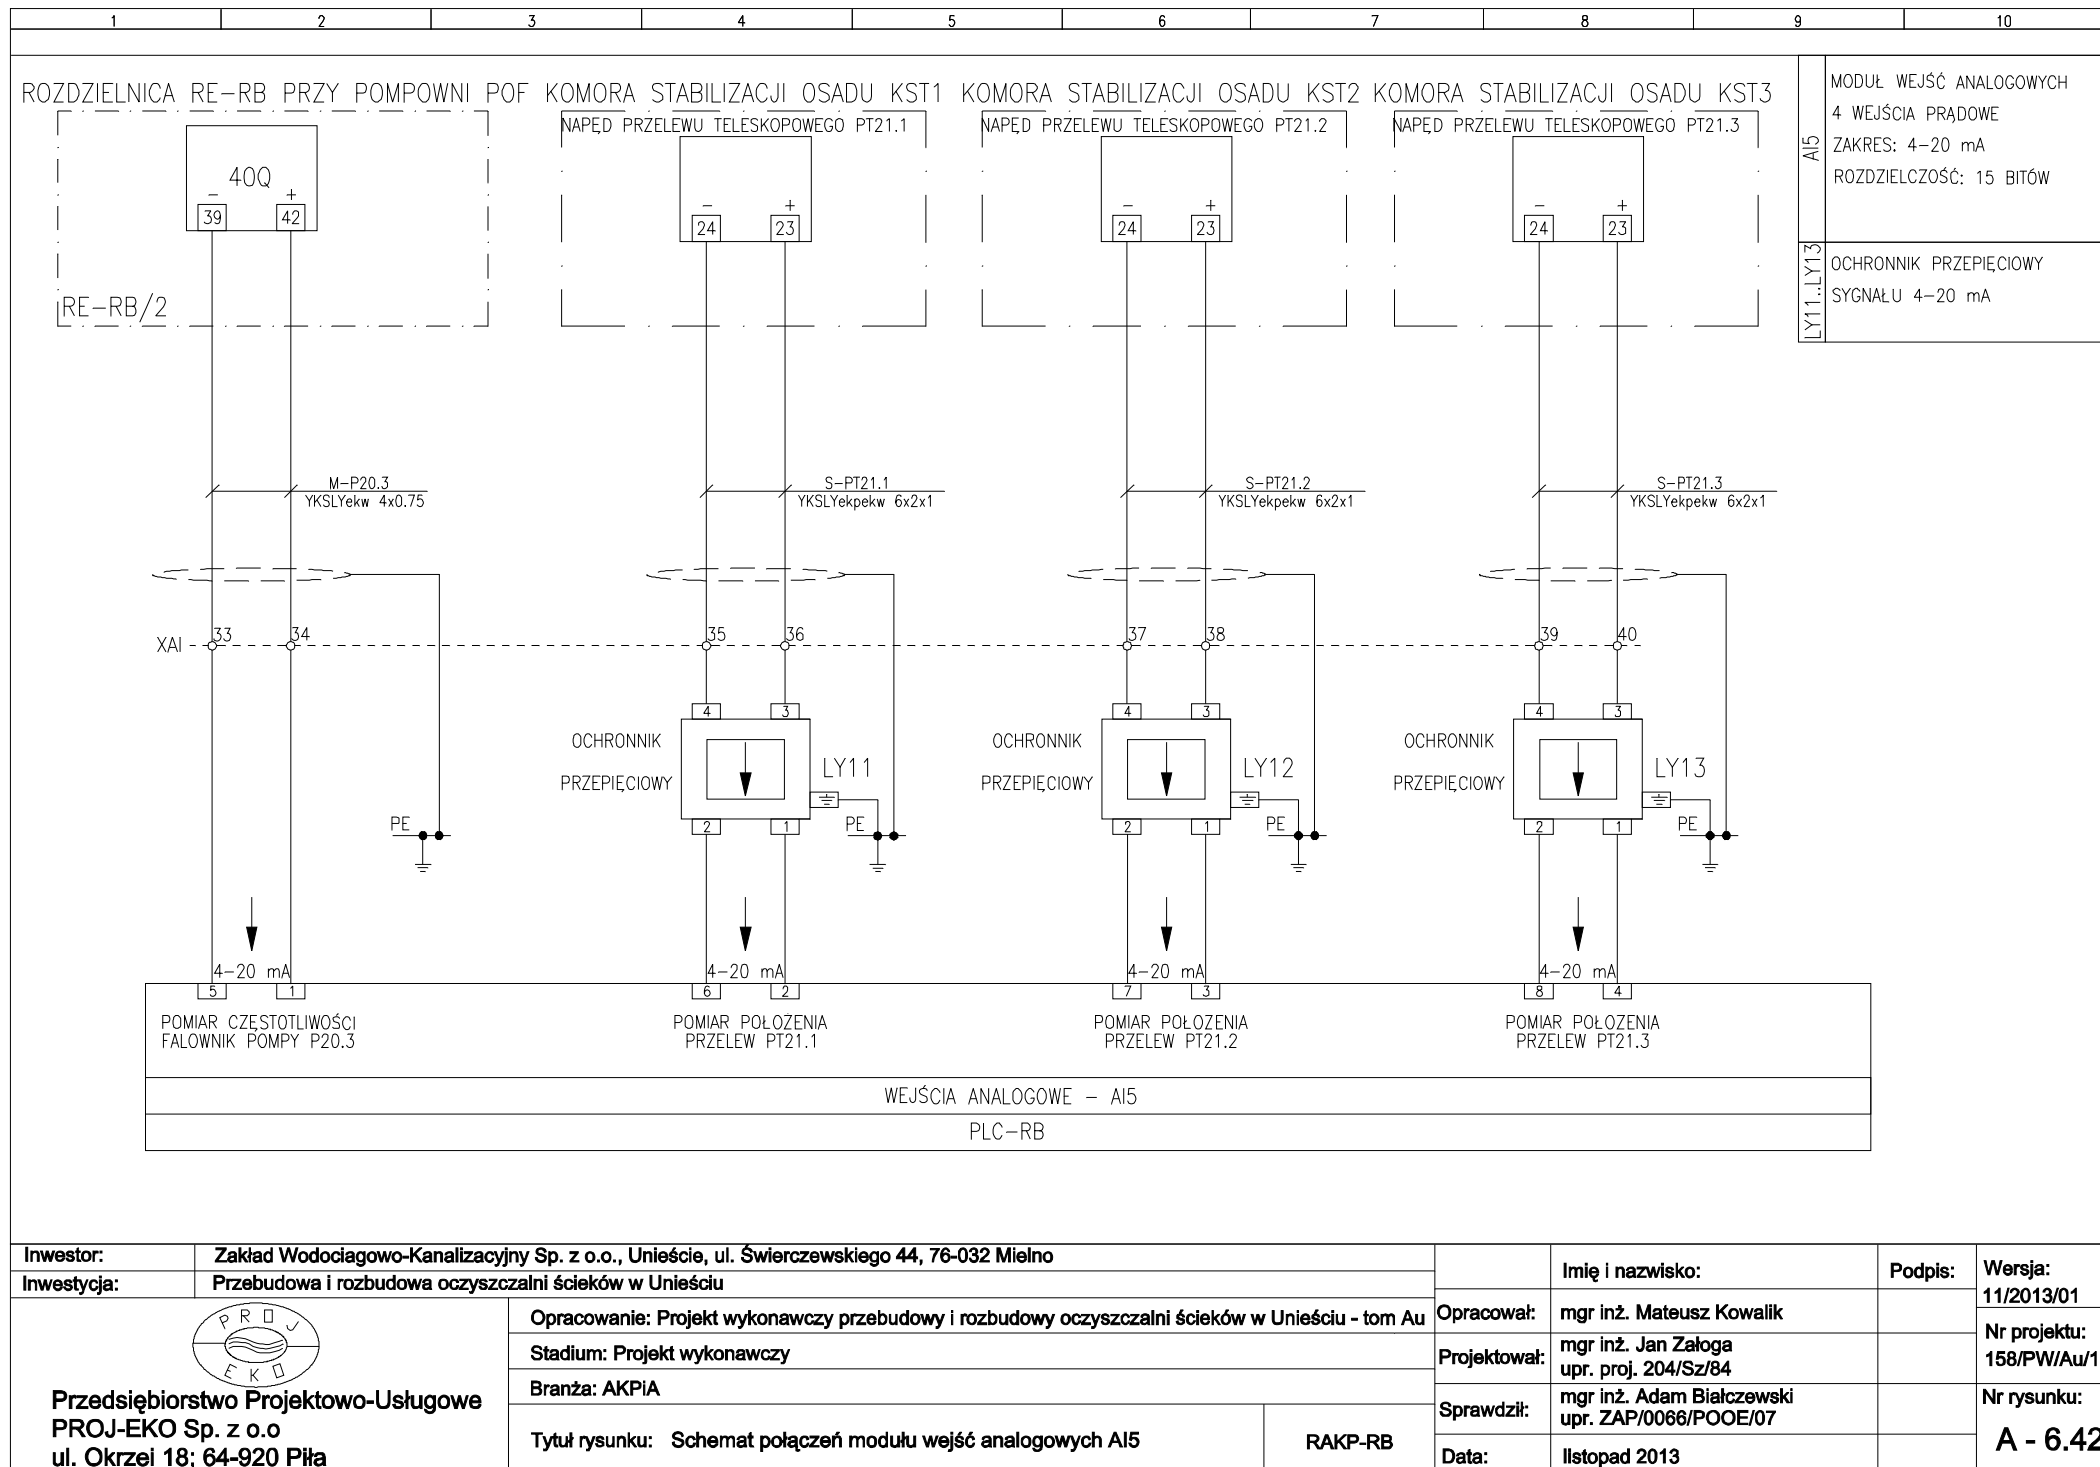 1 2 3 4 5 6 7 8 9 10
ROZDZIELNICA RE-RB PRZY POMPOWNI POF KOMORA STABILIZACJI OSADU KST1 KOMORA STABILIZACJI OSADU KST2 KOMORA STABILIZACJI OSADU KST3
NAPĘD PRZELEWU TELESKOPOWEGO PT21.1 NAPĘD PRZELEWU TELESKOPOWEGO PT21.2 NAPĘD PRZELEWU TELESKOPOWEGO PT21.3
AI5
MODUŁ WEJŚĆ ANALOGOWYCH
4 WEJŚCIA PRĄDOWE
ZAKRES: 4-20 mA
ROZDZIELCZOŚĆ: 15 BITÓW
LY11..LY13
OCHRONNIK PRZEPIĘCIOWY
SYGNAŁU 4-20 mA
40Q
- + - + - + - +
39 42 24 23 24 23 24 23
RE-RB/2
M-P20.3 S-PT21.1 S-PT21.2 S-PT21.3
YKSLYekw 4x0.75 YKSLYekpekw 6x2x1 YKSLYekpekw 6x2x1 YKSLYekpekw 6x2x1
XAI 33 34 35 36 37 38 39 40
4 3 4 3 4 3
OCHRONNIK OCHRONNIK OCHRONNIK
LY11 LY12 LY13
PRZEPIĘCIOWY PRZEPIĘCIOWY PRZEPIĘCIOWY
PE PE PE PE
2 1 2 1 2 1
4-20 mA 4-20 mA 4-20 mA 4-20 mA
5 1 6 2 7 3 8 4
POMIAR CZĘSTOTLIWOŚCI POMIAR POŁOŻENIA POMIAR POŁOŻENIA POMIAR POŁOŻENIA
FALOWNIK POMPY P20.3 PRZELEW PT21.1 PRZELEW PT21.2 PRZELEW PT21.3
WEJŚCIA ANALOGOWE - AI5
PLC-RB
Inwestor: Zakład Wodociagowo-Kanalizacyjny Sp. z o.o., Unieście, ul. Świerczewskiego 44, 76-032 Mielno
Inwestycja: Przebudowa i rozbudowa oczyszczalni ścieków w Unieściu
PROJ
EKO
Przedsiębiorstwo Projektowo-Usługowe
PROJ-EKO Sp. z o.o
ul. Okrzei 18; 64-920 Piła
Opracowanie: Projekt wykonawczy przebudowy i rozbudowy oczyszczalni ścieków w Unieściu - tom Au
Stadium: Projekt wykonawczy
Branża: AKPiA
Tytuł rysunku: Schemat połączeń modułu wejść analogowych AI5
RAKP-RB
Imię i nazwisko: Podpis:
Opracował: mgr inż. Mateusz Kowalik
Projektował: mgr inż. Jan Załoga
upr. proj. 204/Sz/84
Sprawdził: mgr inż. Adam Białczewski
upr. ZAP/0066/POOE/07
Data: listopad 2013
Wersja:
11/2013/01
Nr projektu:
158/PW/Au/1
Nr rysunku:
A - 6.42